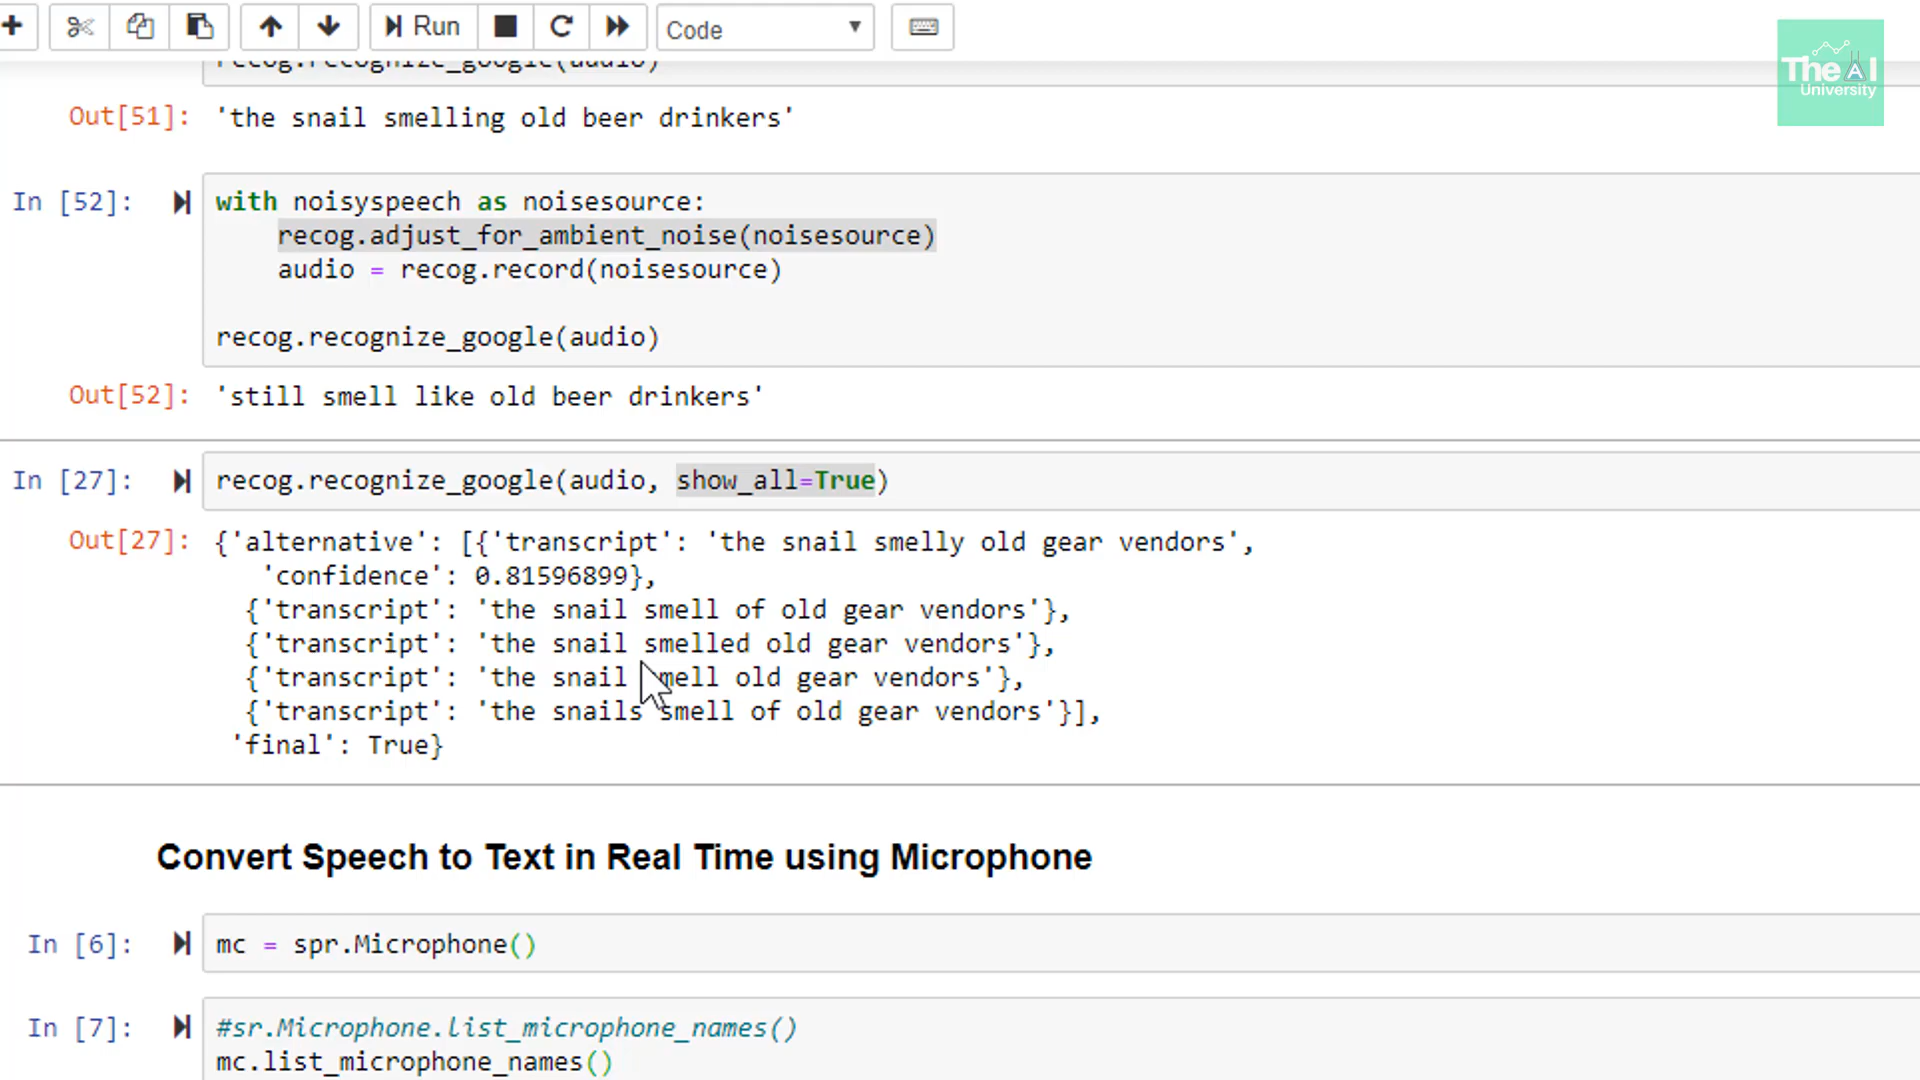 Run
Code
The AI
University
recog.recognize_google(audio)
Out[51]: 'the snail smelling old beer drinkers'
In [52]: with noisyspeech as noisesource:
recog.adjust_for_ambient_noise(noisesource)
audio = recog.record(noisesource)
recog.recognize_google(audio)
Out[52]: 'still smell like old beer drinkers'
In [27]: recog.recognize_google(audio, show_all=True)
Out[27]: {'alternative': [{'transcript': 'the snail smelly old gear vendors',
'confidence': 0.81596899},
{'transcript': 'the snail smell of old gear vendors'},
{'transcript': 'the snail smelled old gear vendors'},
{'transcript': 'the snail smell old gear vendors'},
{'transcript': 'the snails smell of old gear vendors'}],
'final': True}
Convert Speech to Text in Real Time using Microphone
In [6]: mc = spr.Microphone()
In [7]: #sr.Microphone.list_microphone_names()
mc.list_microphone_names()